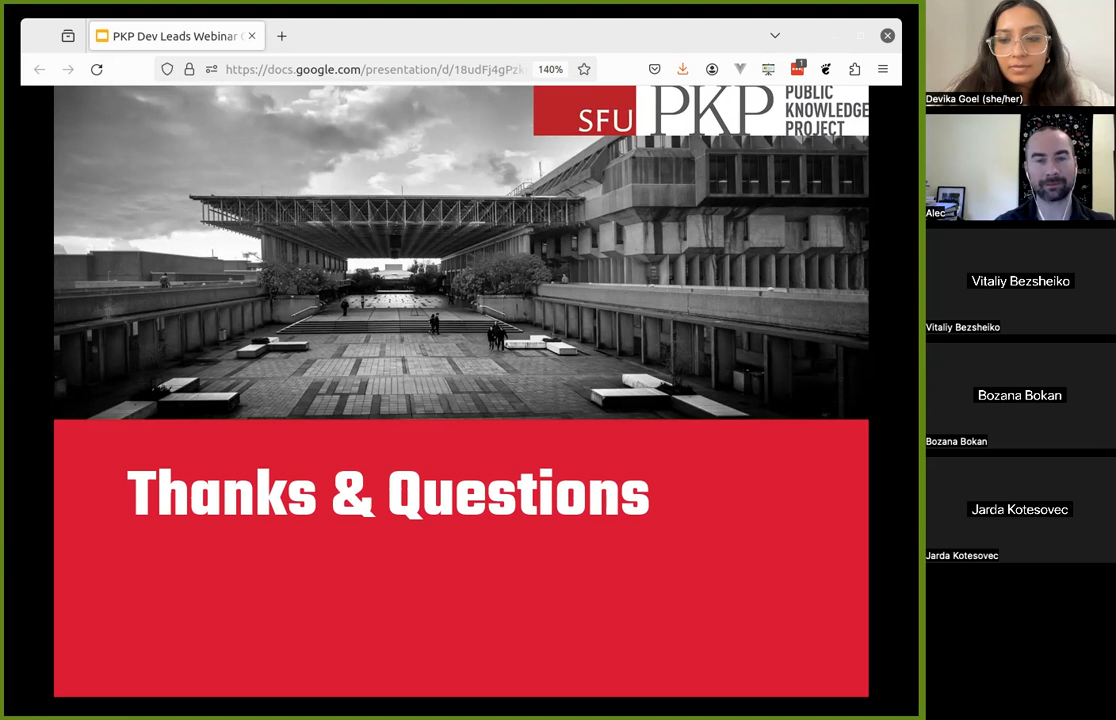 PKP Dev Leads Webinar
https://docs.google.com/presentation/d/18udFj4gPzk
140%
1
SFU
PKP
PUBLIC
KNOWLEDGE
PROJECT
Thanks & Questions
Devika Goel (she/her)
Alec
Vitaliy Bezsheiko
Vitaliy Bezsheiko
Bozana Bokan
Bozana Bokan
Jarda Kotesovec
Jarda Kotesovec